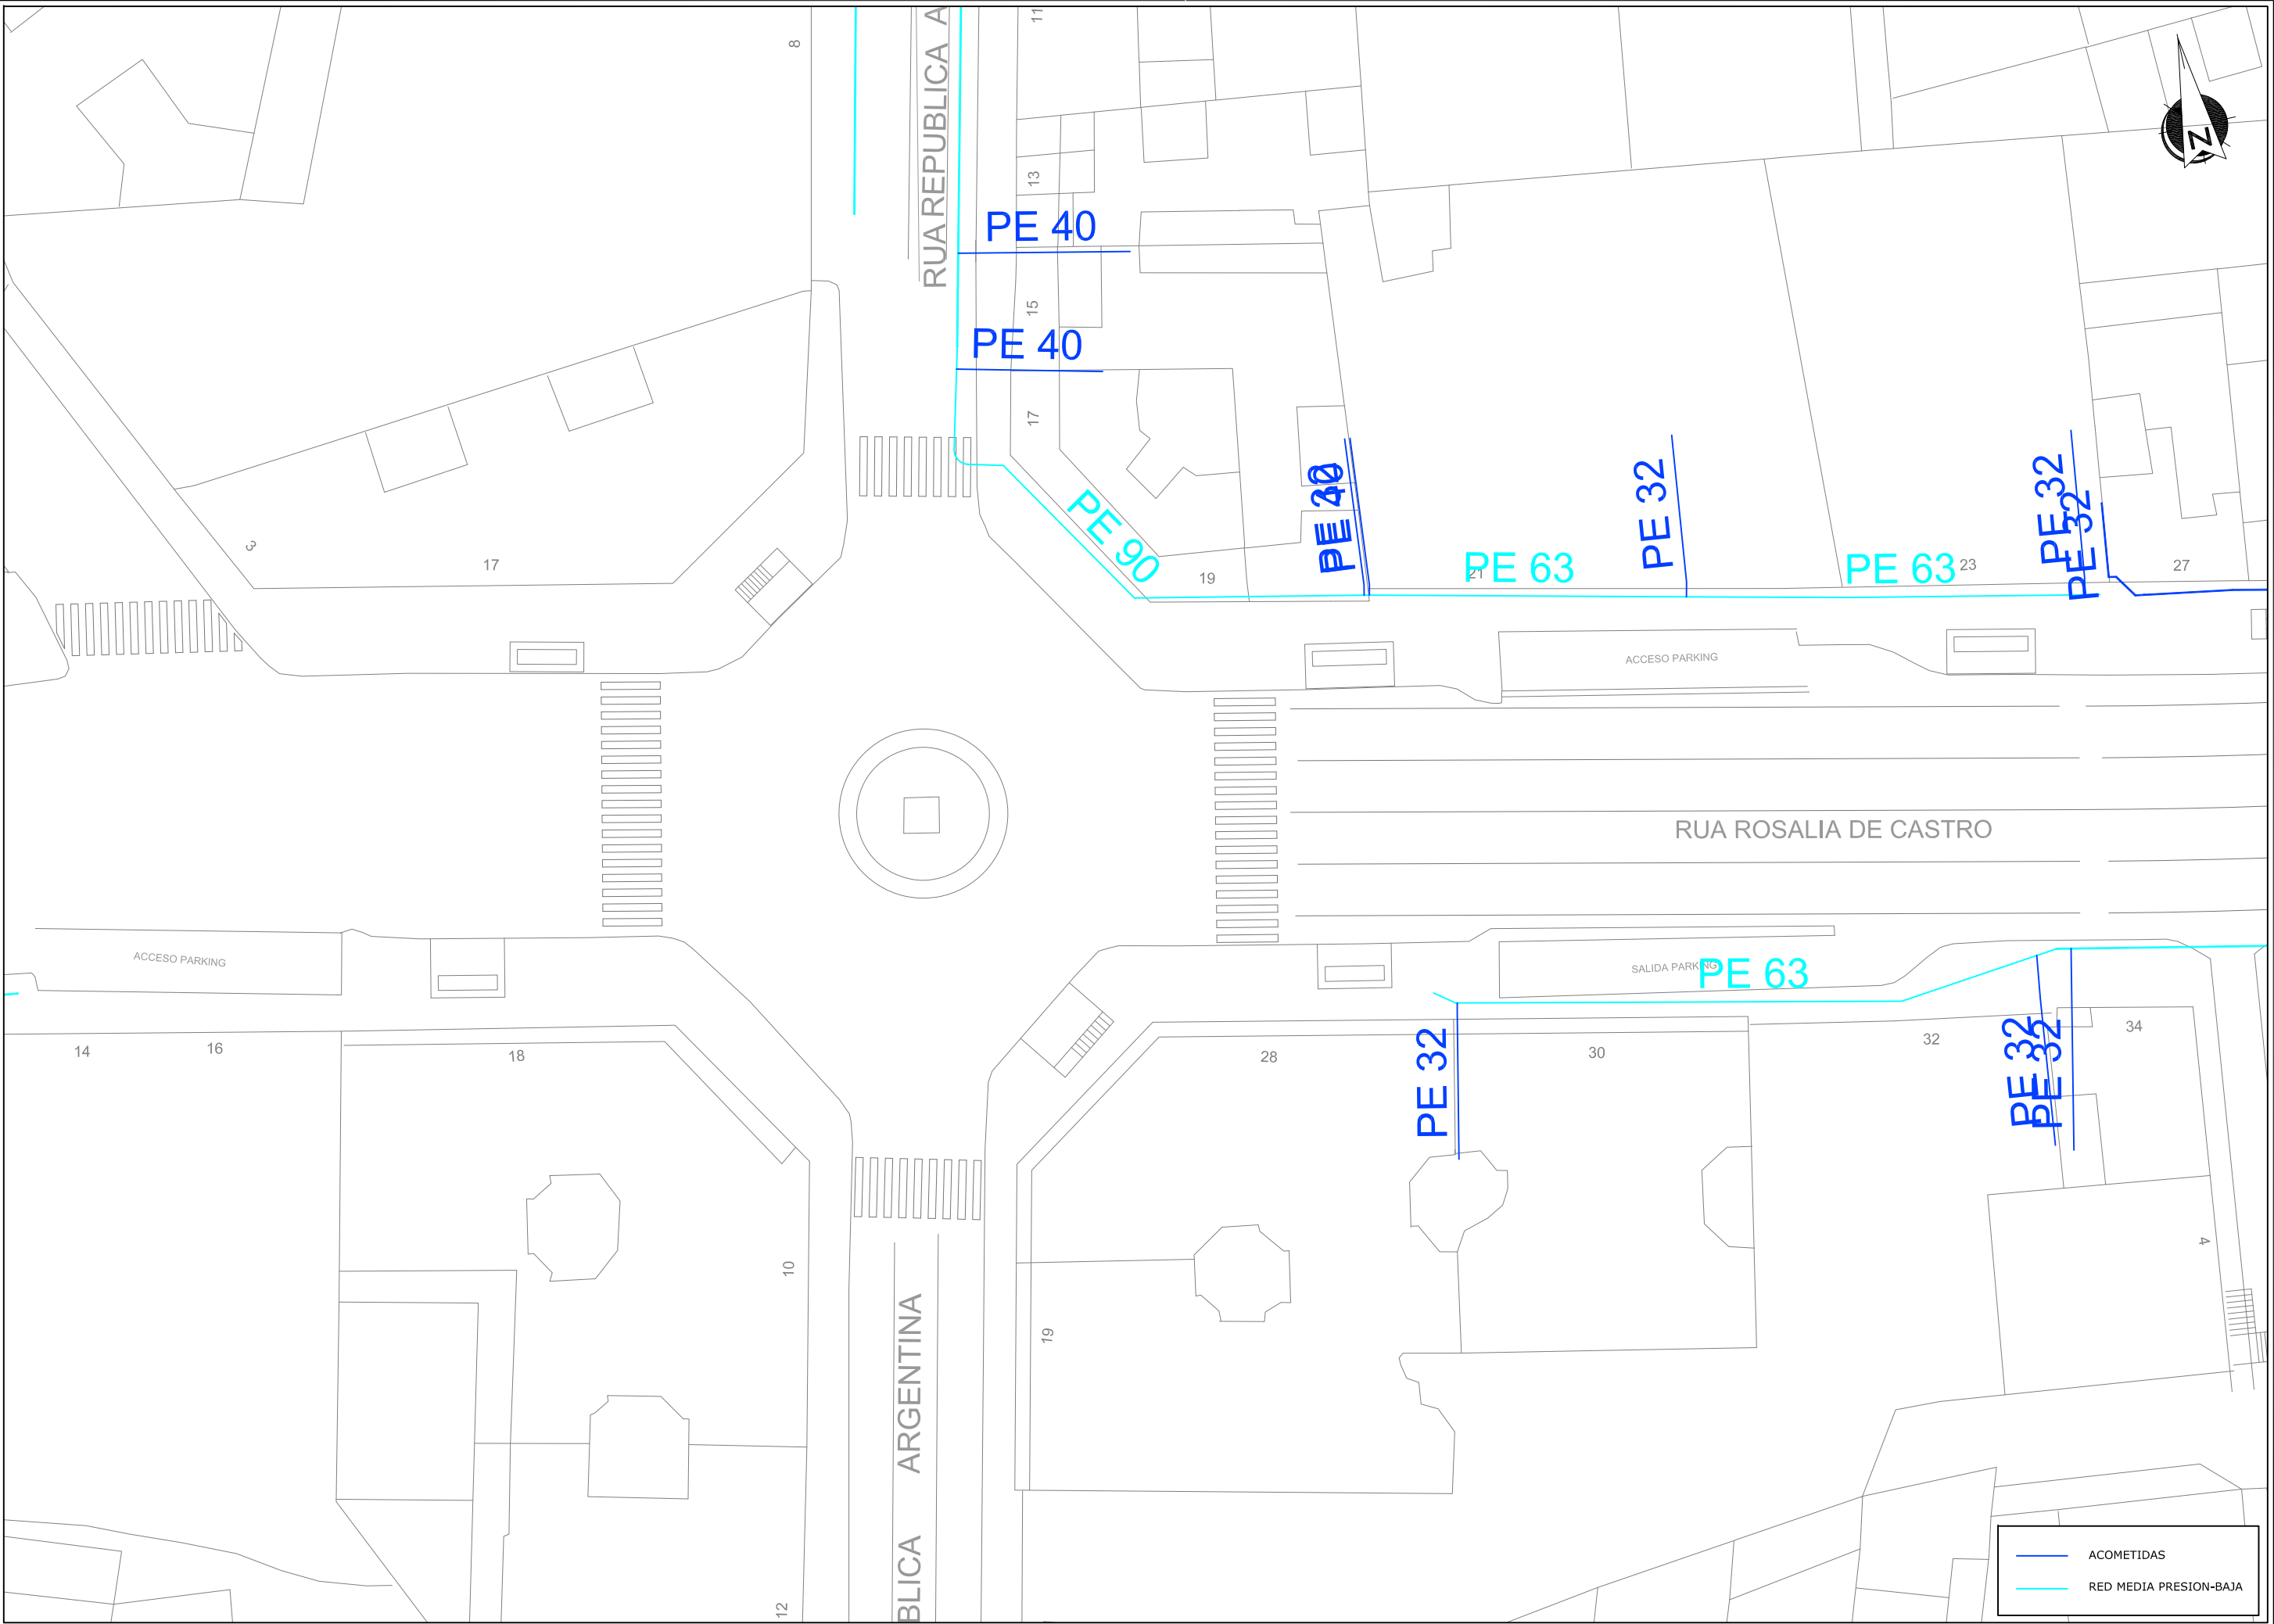 8
RUA REPUBLICA A
11
13
PE 40
15
PE 40
17
PE 90
3
17
19
PE 40
21
PE 63
PE 32
PE 63
23
PE 32
PE 32
27
N
ACCESO PARKING
RUA ROSALIA DE CASTRO
ACCESO PARKING
SALIDA PARKING
PE 63
14
16
18
28
PE 32
30
32
PE 32
PE 32
34
4
10
19
BLICA ARGENTINA
12
ACOMETIDAS
RED MEDIA PRESION-BAJA